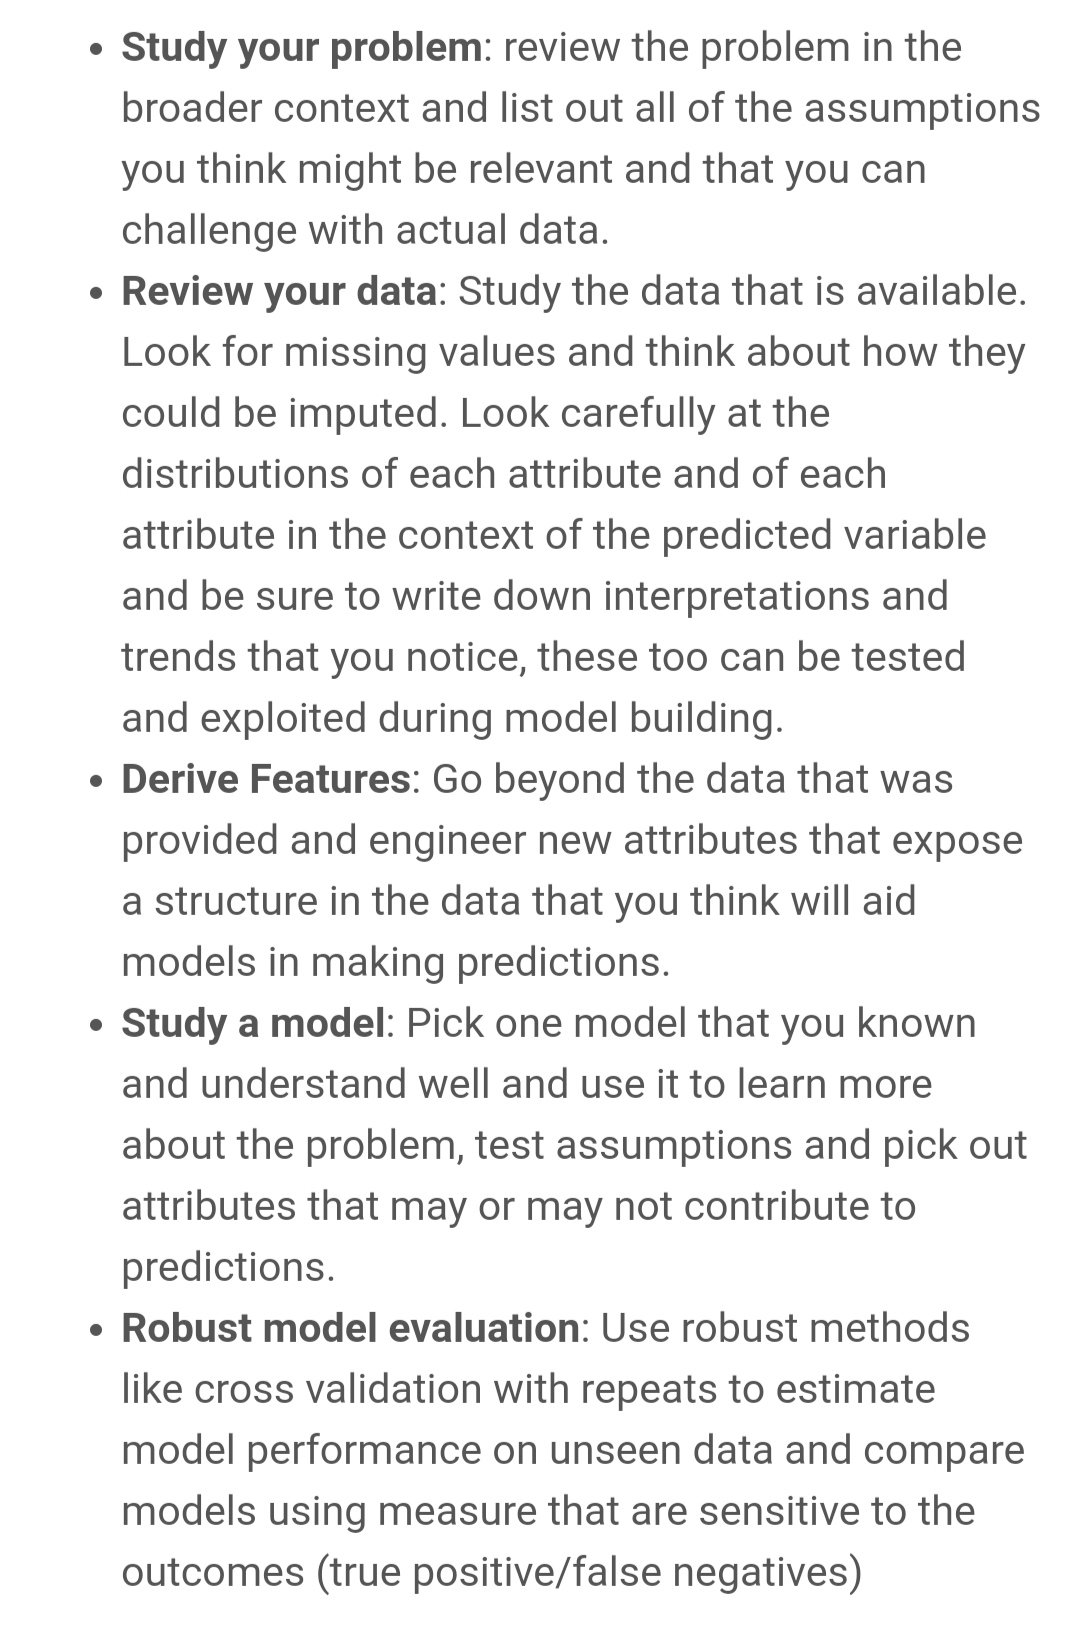 • Study your problem: review the problem in the
broader context and list out all of the assumptions
you think might be relevant and that you can
challenge with actual data.
• Review your data: Study the data that is available.
Look for missing values and think about how they
could be imputed. Look carefully at the
distributions of each attribute and of each
attribute in the context of the predicted variable
and be sure to write down interpretations and
trends that you notice, these too can be tested
and exploited during model building.
• Derive Features: Go beyond the data that was
provided and engineer new attributes that expose
a structure in the data that you think will aid
models in making predictions.
• Study a model: Pick one model that you known
and understand well and use it to learn more
about the problem, test assumptions and pick out
attributes that may or may not contribute to
predictions.
• Robust model evaluation: Use robust methods
like cross validation with repeats to estimate
model performance on unseen data and compare
models using measure that are sensitive to the
outcomes (true positive/false negatives)